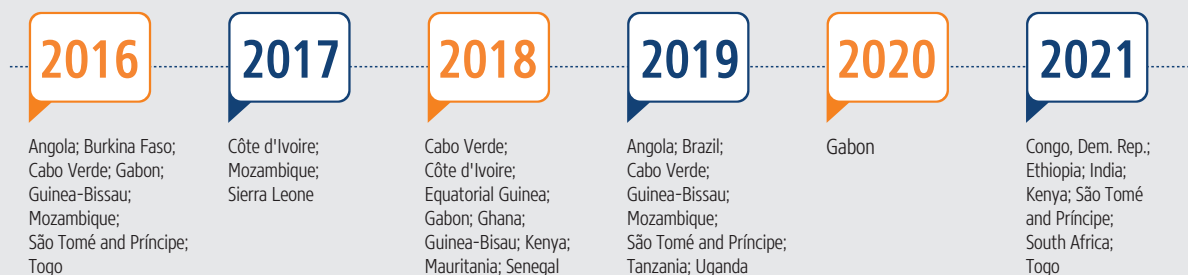 2016
Angola; Burkina Faso;
Cabo Verde; Gabon;
Guinea-Bissau;
Mozambique;
São Tomé and Príncipe;
Togo
2017
Côte d'Ivoire;
Mozambique;
Sierra Leone
2018
Cabo Verde;
Côte d'Ivoire;
Equatorial Guinea;
Gabon; Ghana;
Guinea-Bisau; Kenya;
Mauritania; Senegal
2019
Angola; Brazil;
Cabo Verde;
Guinea-Bissau;
Mozambique;
São Tomé and Príncipe;
Tanzania; Uganda
2020
Gabon
2021
Congo, Dem. Rep.;
Ethiopia; India;
Kenya; São Tomé
and Príncipe;
South Africa;
Togo